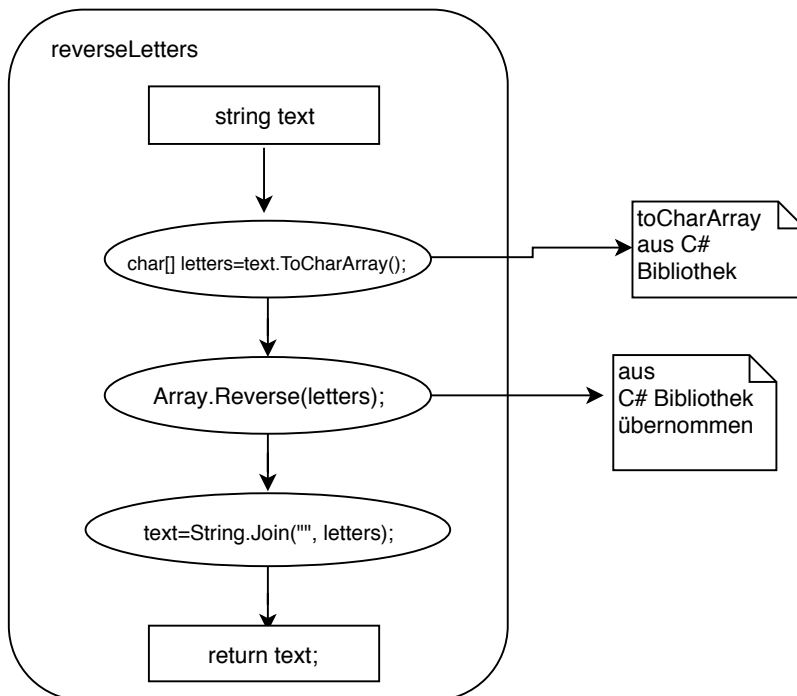 reverseLetters
string text
char[] letters=text.ToCharArray();
toCharArray
aus C#
Bibliothek
Array.Reverse(letters);
aus
C# Bibliothek
übernommen
text=String.Join("", letters);
return text;